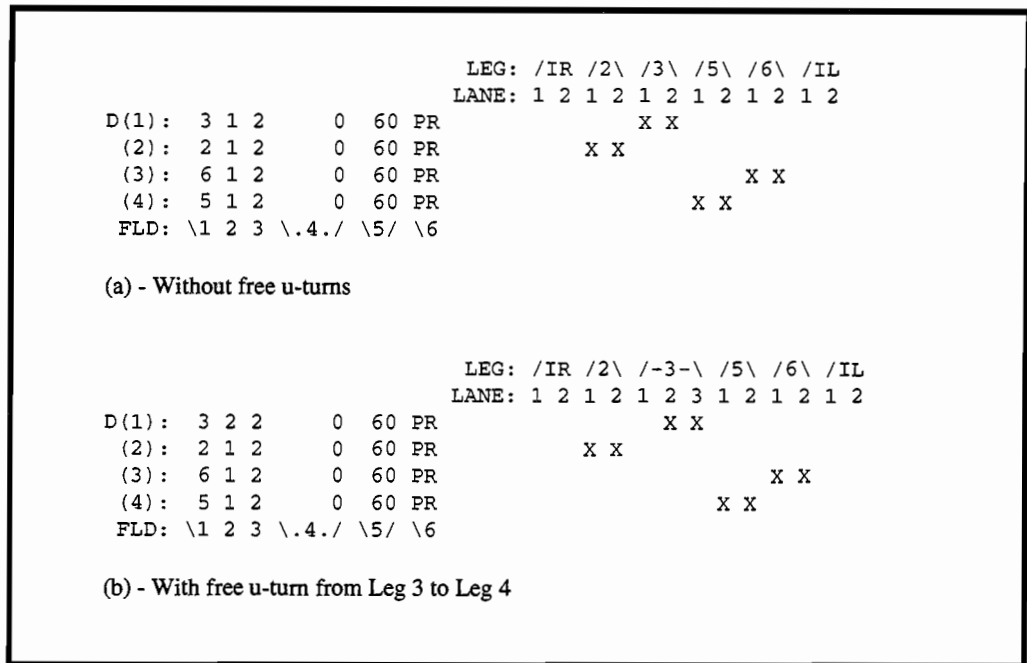 LEG: /IR /2\ /3\ /5\ /6\ /IL
LANE: 1 2 1 2 1 2 1 2 1 2 1 2
D(1): 3 1 2 0 60 PR X X
(2): 2 1 2 0 60 PR X X
(3): 6 1 2 0 60 PR X X
(4): 5 1 2 0 60 PR X X
FLD: \1 2 3 \.4./ \5/ \6
(a) - Without free u-turns
LEG: /IR /2\ /-3-\ /5\ /6\ /IL
LANE: 1 2 1 2 1 2 3 1 2 1 2 1 2
D(1): 3 2 2 0 60 PR X X
(2): 2 1 2 0 60 PR X X
(3): 6 1 2 0 60 PR X X
(4): 5 1 2 0 60 PR X X
FLD: \1 2 3 \.4./ \5/ \6
(b) - With free u-turn from Leg 3 to Leg 4